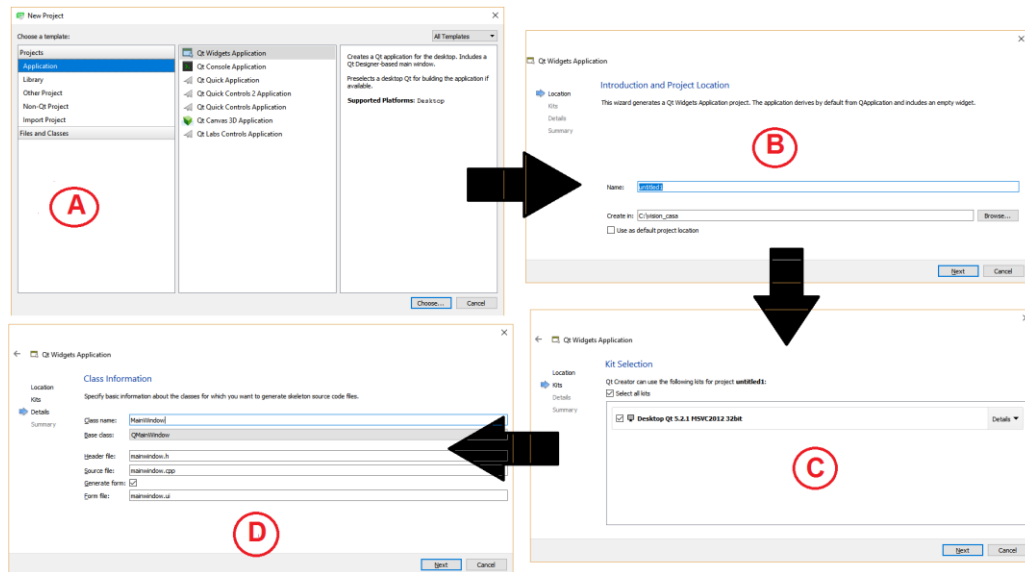 New Project
Choose a template:
All Templates
Projects
Application
Library
Other Project
Non-Qt Project
Import Project
Files and Classes
Qt Widgets Application
Qt Console Application
Qt Quick Application
Qt Quick Controls 2 Application
Qt Quick Controls Application
Qt Canvas 3D Application
Qt Labs Controls Application
Creates a Qt application for the desktop. Includes a
Qt Designer-based main window.
Preselects a desktop Qt for building the application if
available.
Supported Platforms: Desktop
A
Choose...
Cancel
Qt Widgets Application
Location
Kits
Details
Summary
Introduction and Project Location
This wizard generates a Qt Widgets Application project. The application derives by default from QApplication and includes an empty widget.
B
Name: untitled1
Create in: C:\vision_casa
Browse...
Use as default project location
Next
Cancel
Qt Widgets Application
Location
Kits
Details
Summary
Kit Selection
Qt Creator can use the following kits for project untitled1:
Select all kits
Desktop Qt 5.2.1 MSVC2012 32bit
Details
C
Next
Cancel
Qt Widgets Application
Location
Kits
Details
Summary
Class Information
Specify basic information about the classes for which you want to generate skeleton source code files.
Class name: MainWindow
Base class: QMainWindow
Header file: mainwindow.h
Source file: mainwindow.cpp
Generate form:
Form file: mainwindow.ui
D
Next
Cancel